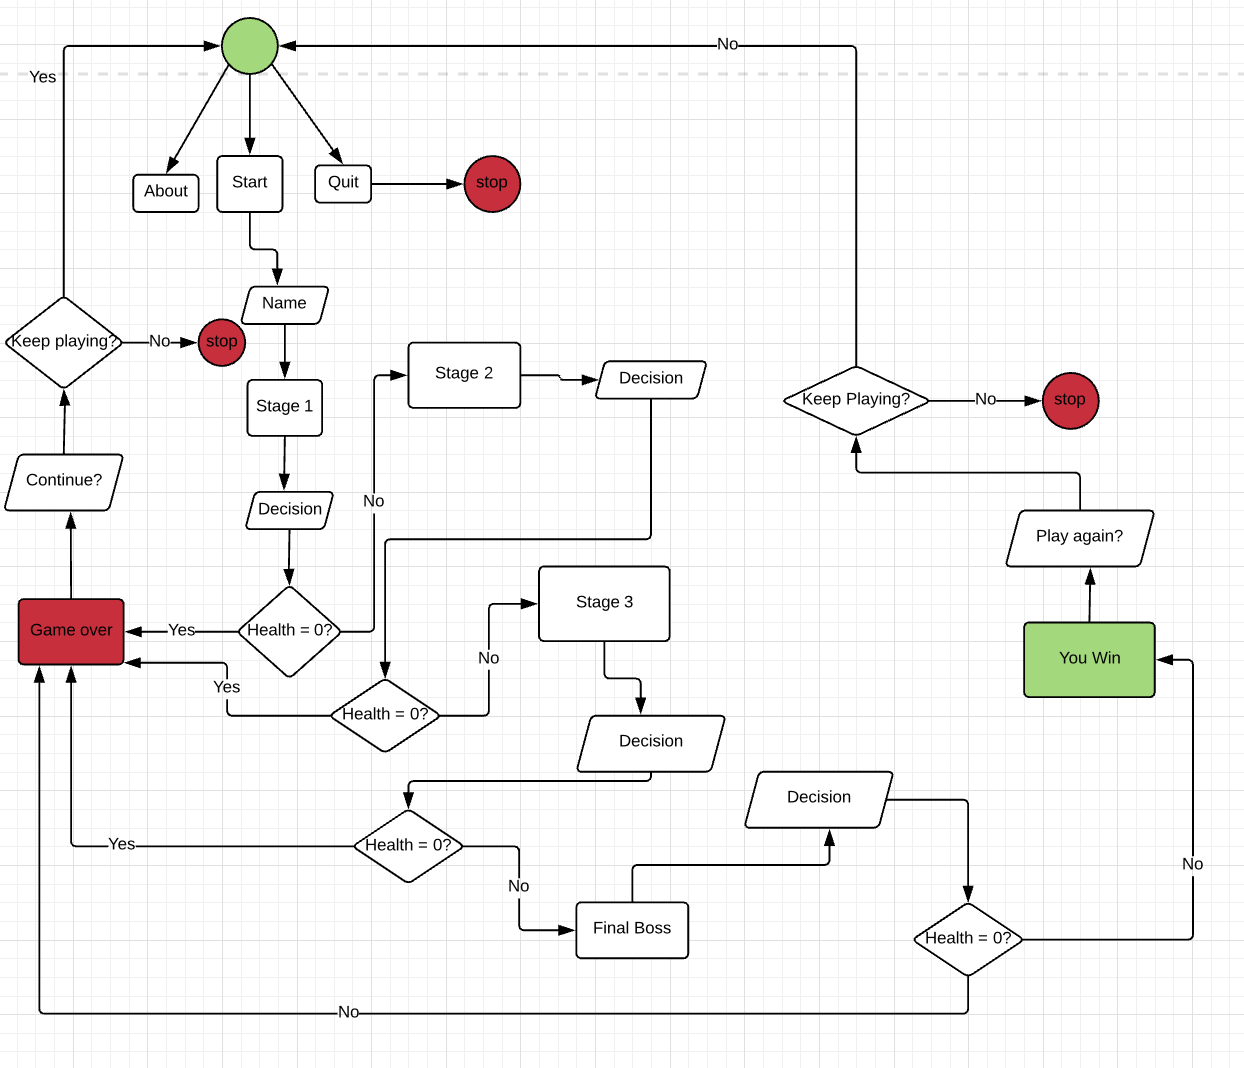 No
Yes
About
Start
Quit
stop
Name
Keep playing?
No
stop
Stage 2
Decision
Keep Playing?
No
stop
Stage 1
Continue?
Decision
No
Play again?
Game over
Yes
Health = 0?
Stage 3
No
You Win
Yes
Health = 0?
Decision
Decision
Yes
Health = 0?
No
No
Final Boss
Health = 0?
No